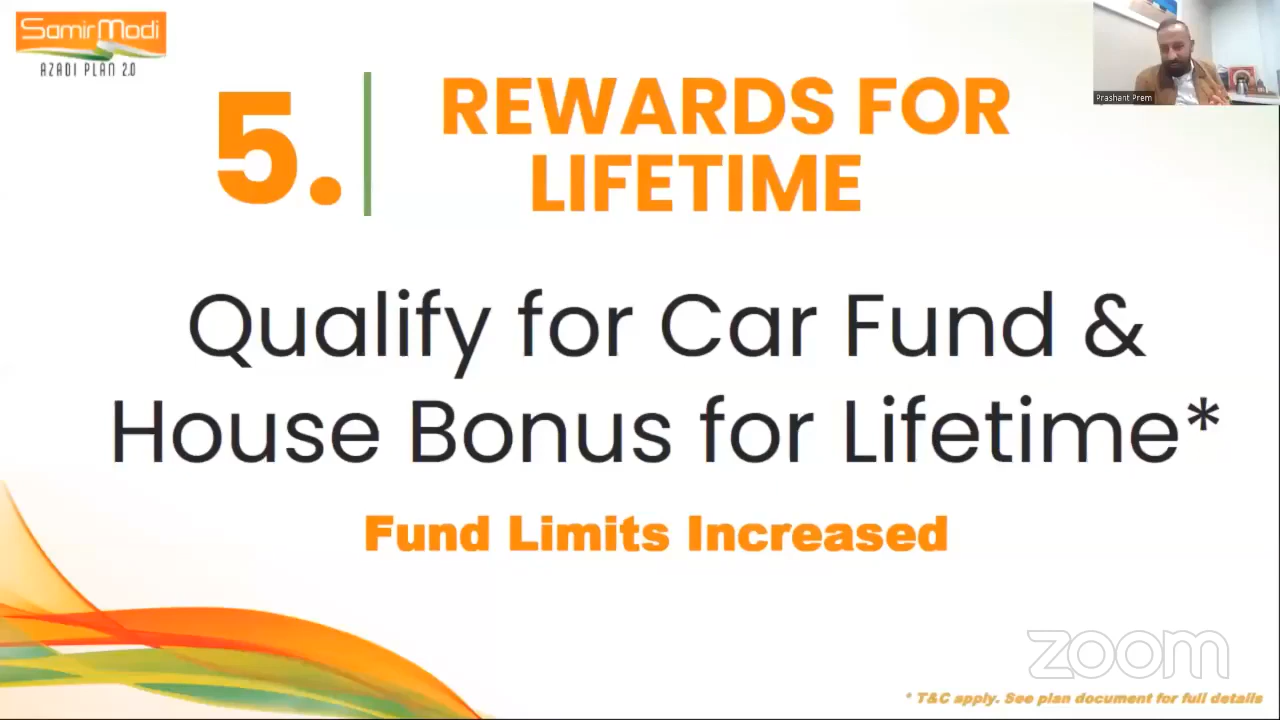 SamirModi
AZADI PLAN 2.0
Prashant Prem
5.
REWARDS FOR
LIFETIME
Qualify for Car Fund &
House Bonus for Lifetime*
Fund Limits Increased
zoom
* T&C apply. See plan document for full details